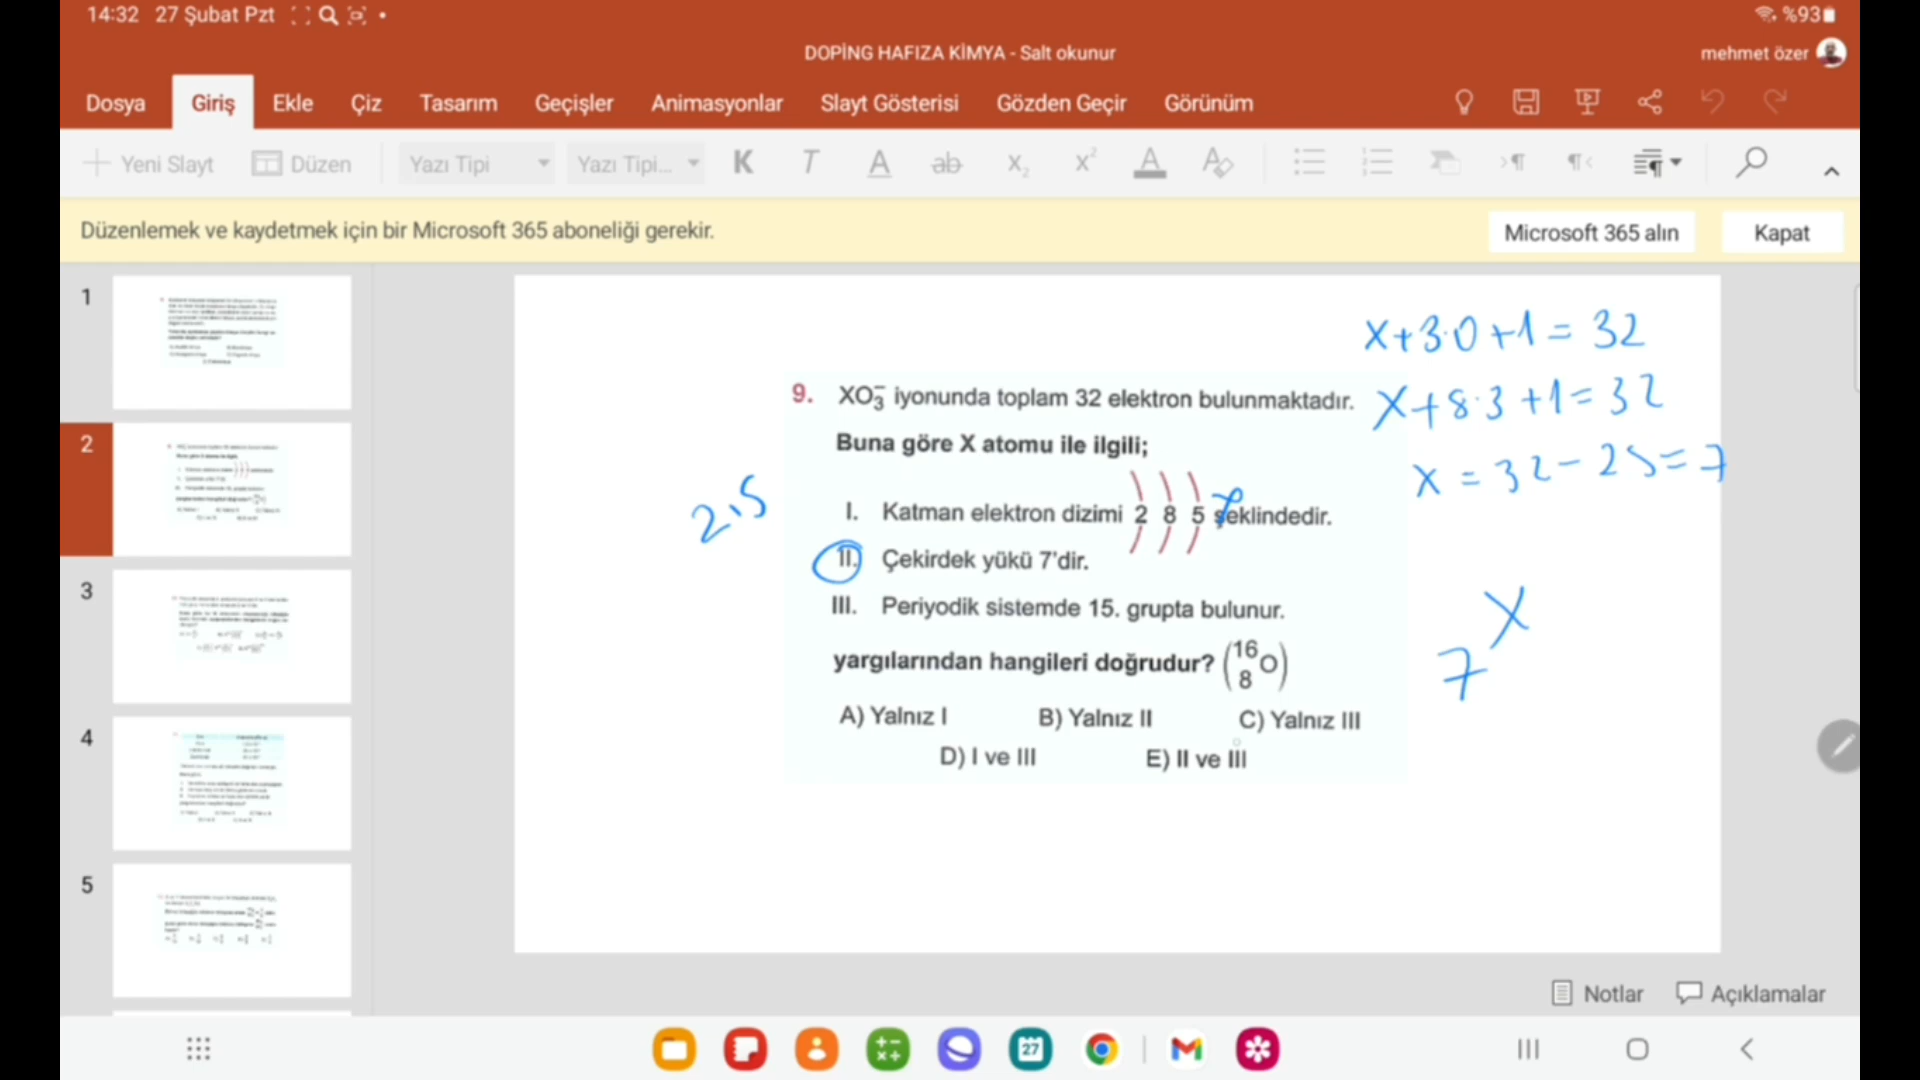 14:32 27 Şubat Pzt
%93
DOPİNG HAFIZA KİMYA - Salt okunur
mehmet özer
Dosya Giriş Ekle Çiz Tasarım Geçişler Animasyonlar Slayt Gösterisi Gözden Geçir Görünüm
Yeni Slayt Düzen Yazı Tipi Yazı Tipi... K T A ab X₂ X² A A
Düzenlemek ve kaydetmek için bir Microsoft 365 aboneliği gerekir.
Microsoft 365 alın
Kapat
1
2
3
4
5
9. XO₃⁻ iyonunda toplam 32 elektron bulunmaktadır.
Buna göre X atomu ile ilgili;
I. Katman elektron dizimi 2 8 5 şeklindedir.
II. Çekirdek yükü 7'dir.
III. Periyodik sistemde 15. grupta bulunur.
yargılarından hangileri doğrudur? (¹⁶₈O)
A) Yalnız I B) Yalnız II C) Yalnız III
D) I ve III E) II ve III
x+3·0+1=32
X+8·3+1=32
x=32-25=7
2,5
7X
Notlar
Açıklamalar
27